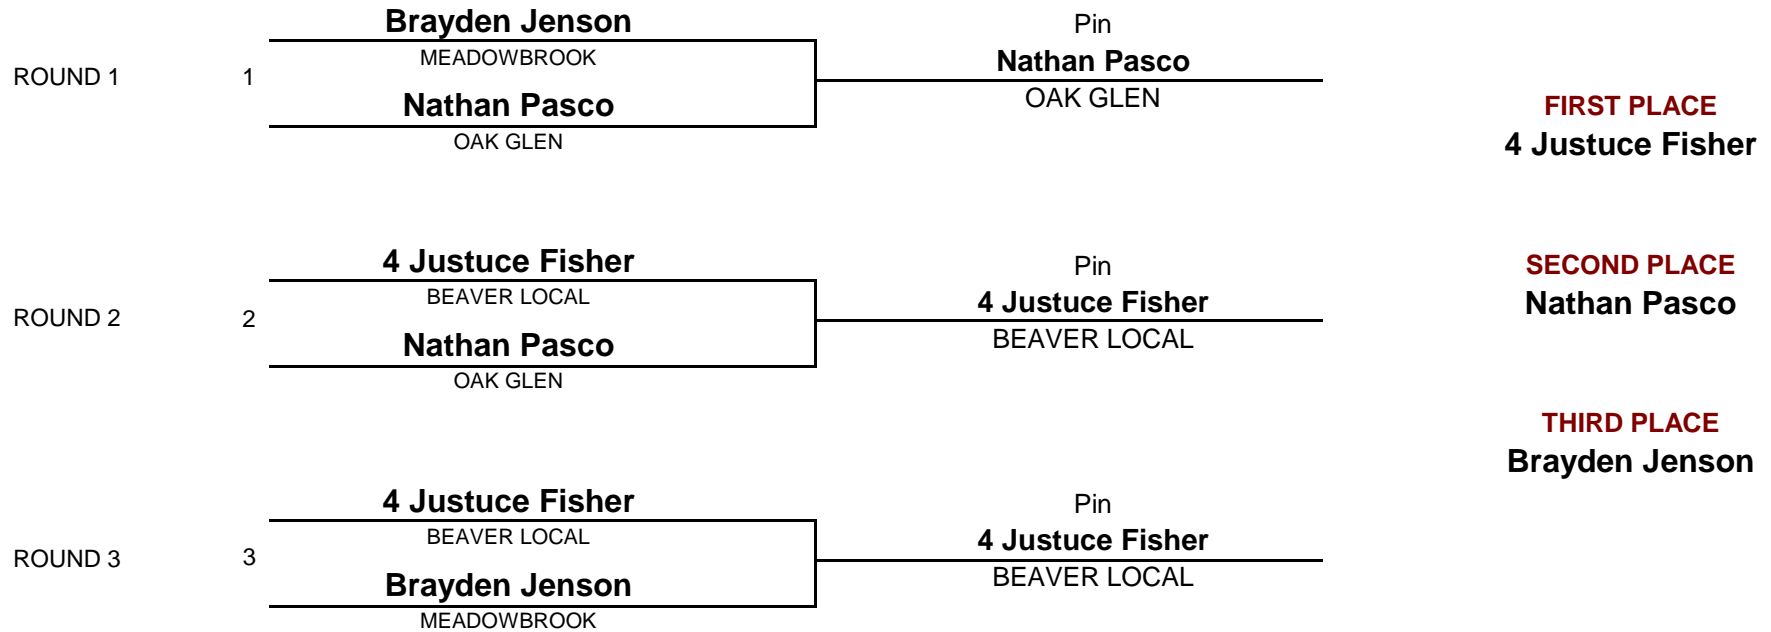 Brayden Jenson
MEADOWBROOK
ROUND 1
1
Nathan Pasco
OAK GLEN
Pin
Nathan Pasco
OAK GLEN
4 Justuce Fisher
BEAVER LOCAL
ROUND 2
2
Nathan Pasco
OAK GLEN
Pin
4 Justuce Fisher
BEAVER LOCAL
4 Justuce Fisher
BEAVER LOCAL
ROUND 3
3
Brayden Jenson
MEADOWBROOK
Pin
4 Justuce Fisher
BEAVER LOCAL
FIRST PLACE
4 Justuce Fisher
SECOND PLACE
Nathan Pasco
THIRD PLACE
Brayden Jenson